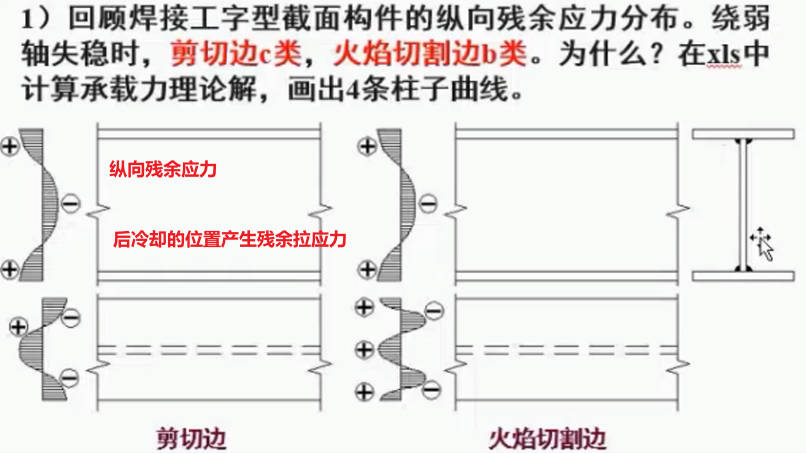 1）回顾焊接工字型截面构件的纵向残余应力分布。绕弱
轴失稳时，剪切边c类，火焰切割边b类。为什么？在xls中
计算承载力理论解，画出4条柱子曲线。
纵向残余应力
后冷却的位置产生残余拉应力
剪切边
火焰切割边